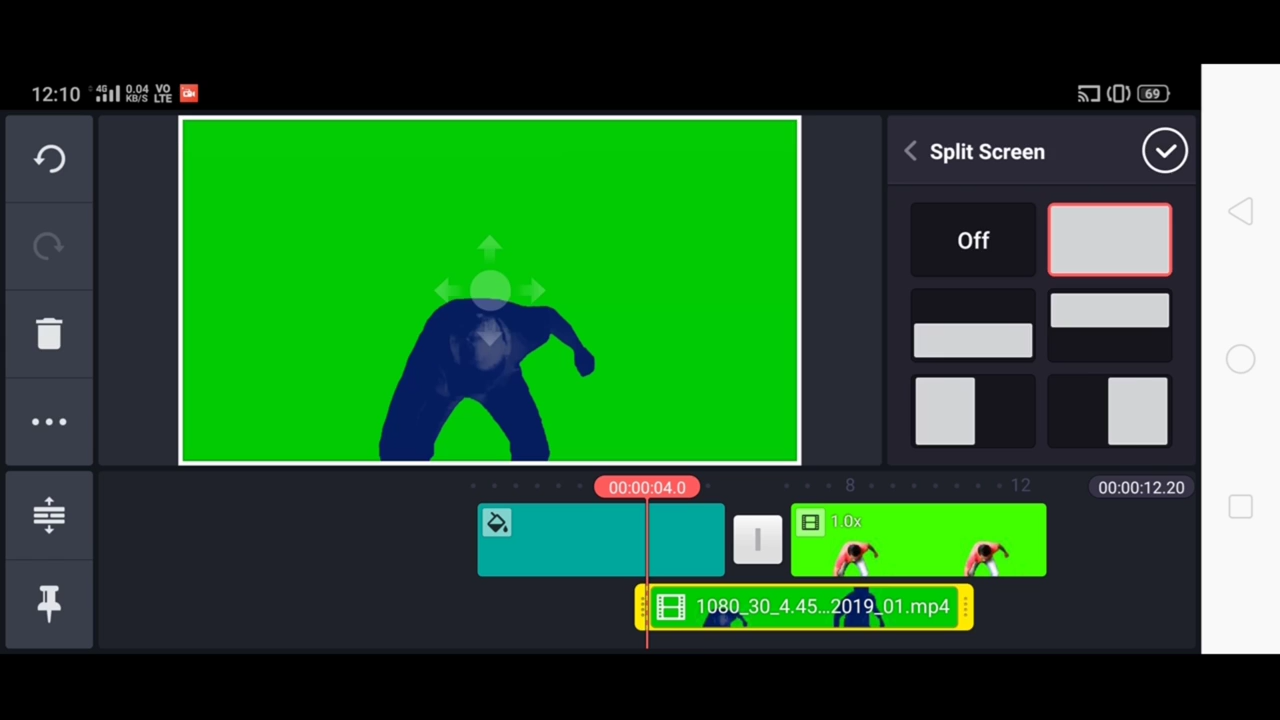 12:10 4G 0.04 KB/S VO LTE 69
Split Screen
Off
00:00:04.0 8 12 00:00:12.20
1.0x
1080_30_4.45...2019_01.mp4